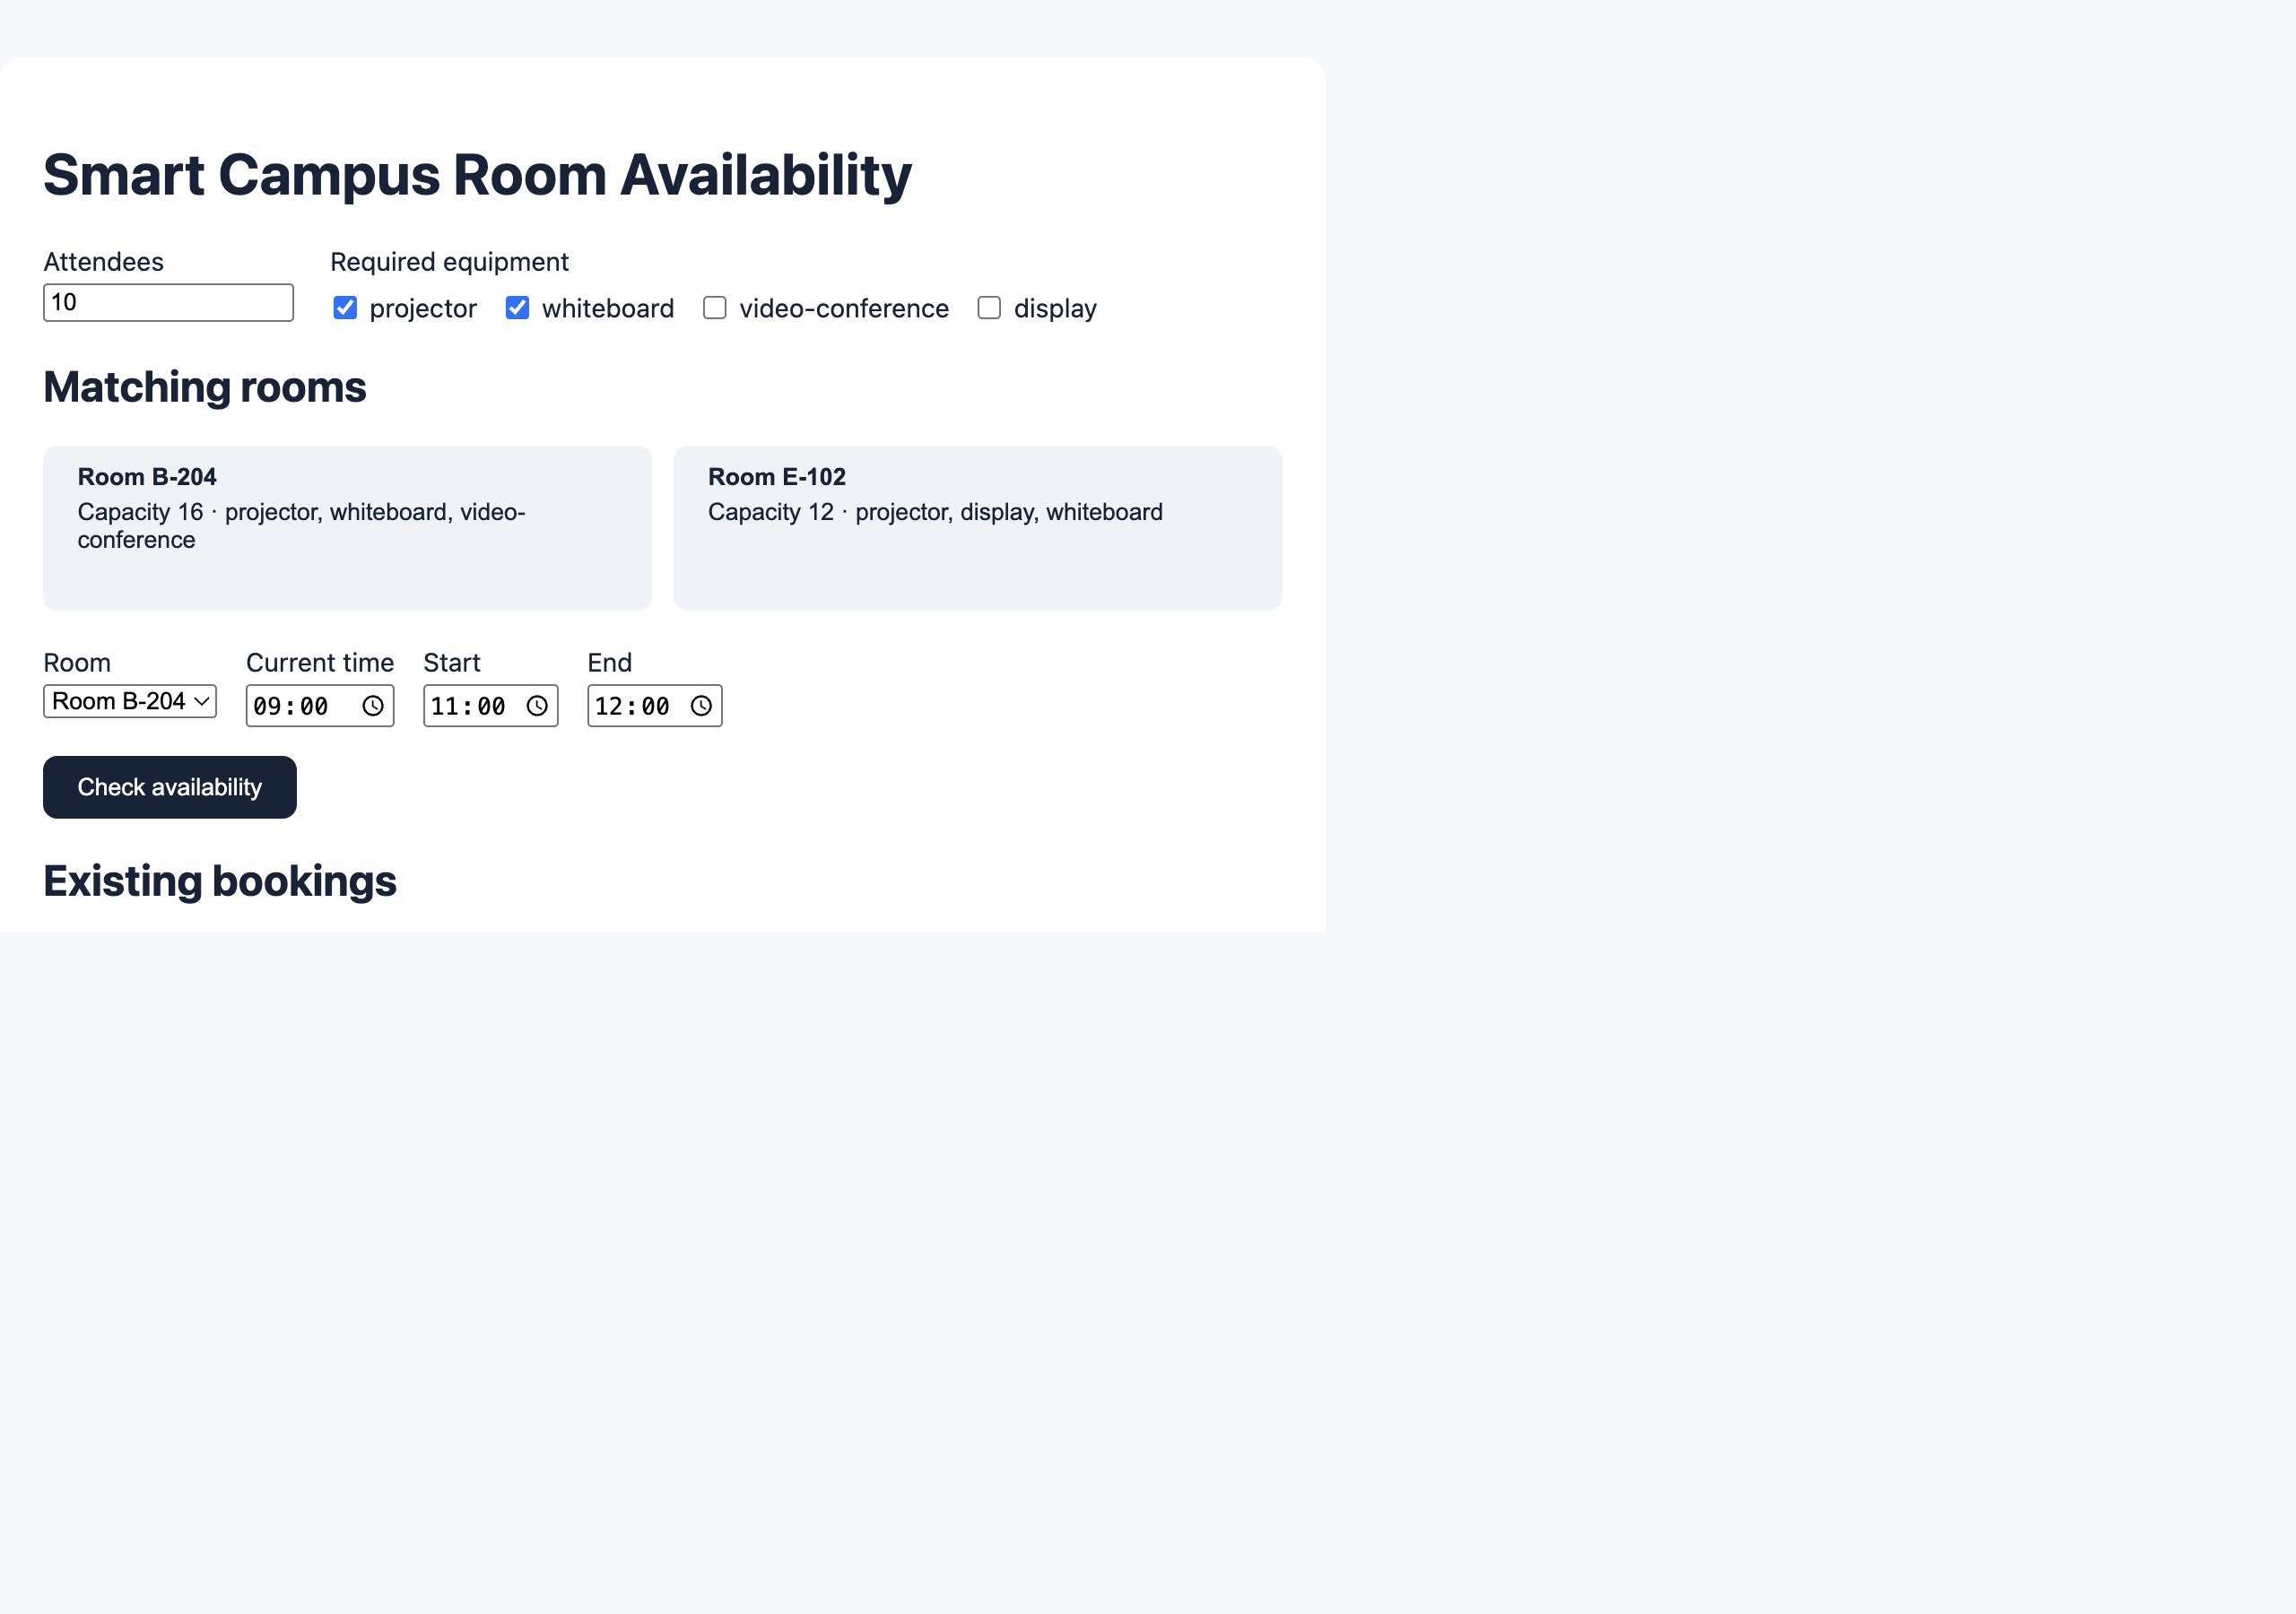 Smart Campus Room Availability
Attendees
Required equipment
10
projector
whiteboard
video-conference
display
Matching rooms
Room B-204
Capacity 16 · projector, whiteboard, video-
conference
Room E-102
Capacity 12 · projector, display, whiteboard
Room
Current time
Start
End
Room B-204
09:00
11:00
12:00
Check availability
Existing bookings